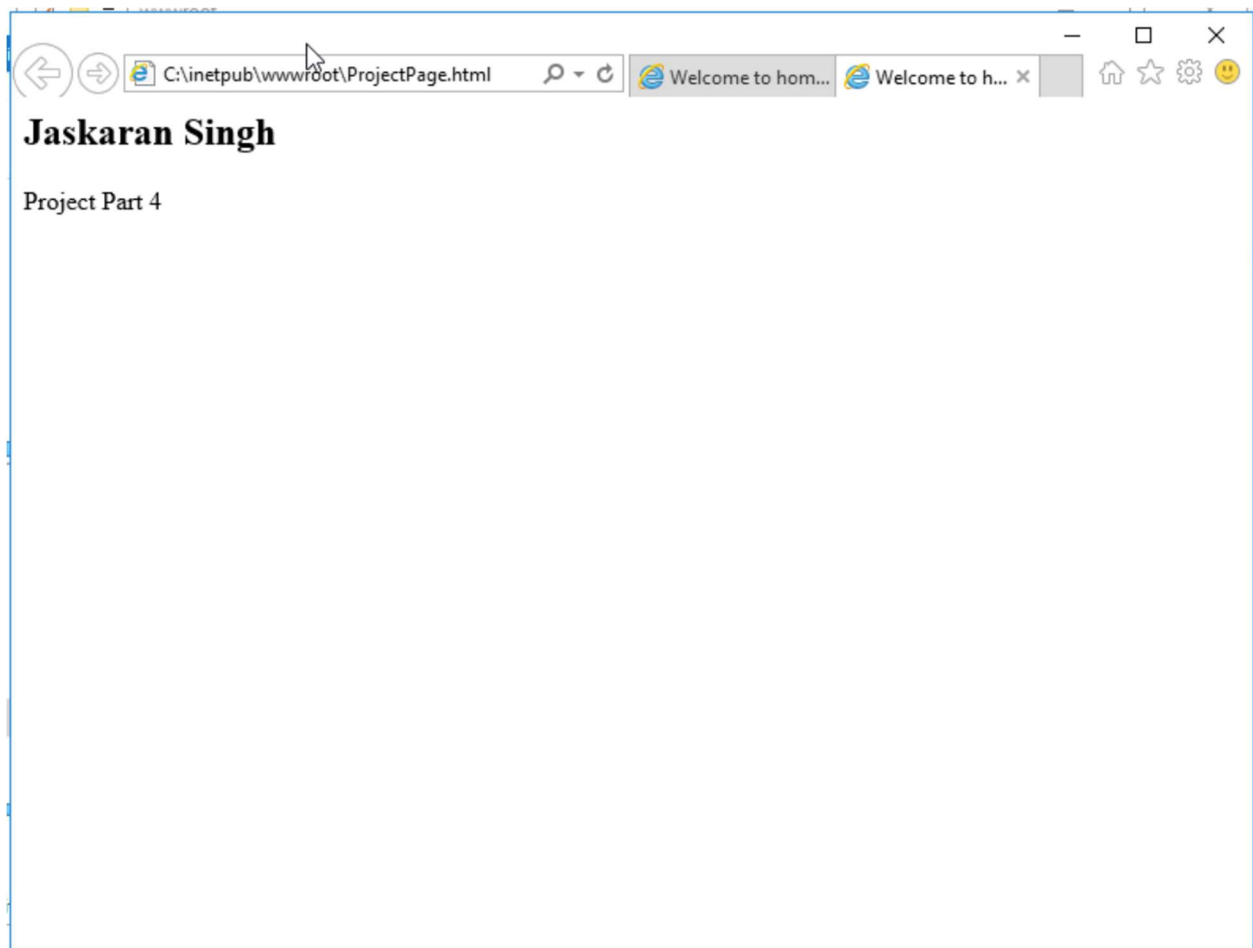 C:\inetpub\wwwroot\ProjectPage.html
Welcome to hom...
Welcome to h...
Jaskaran Singh
Project Part 4